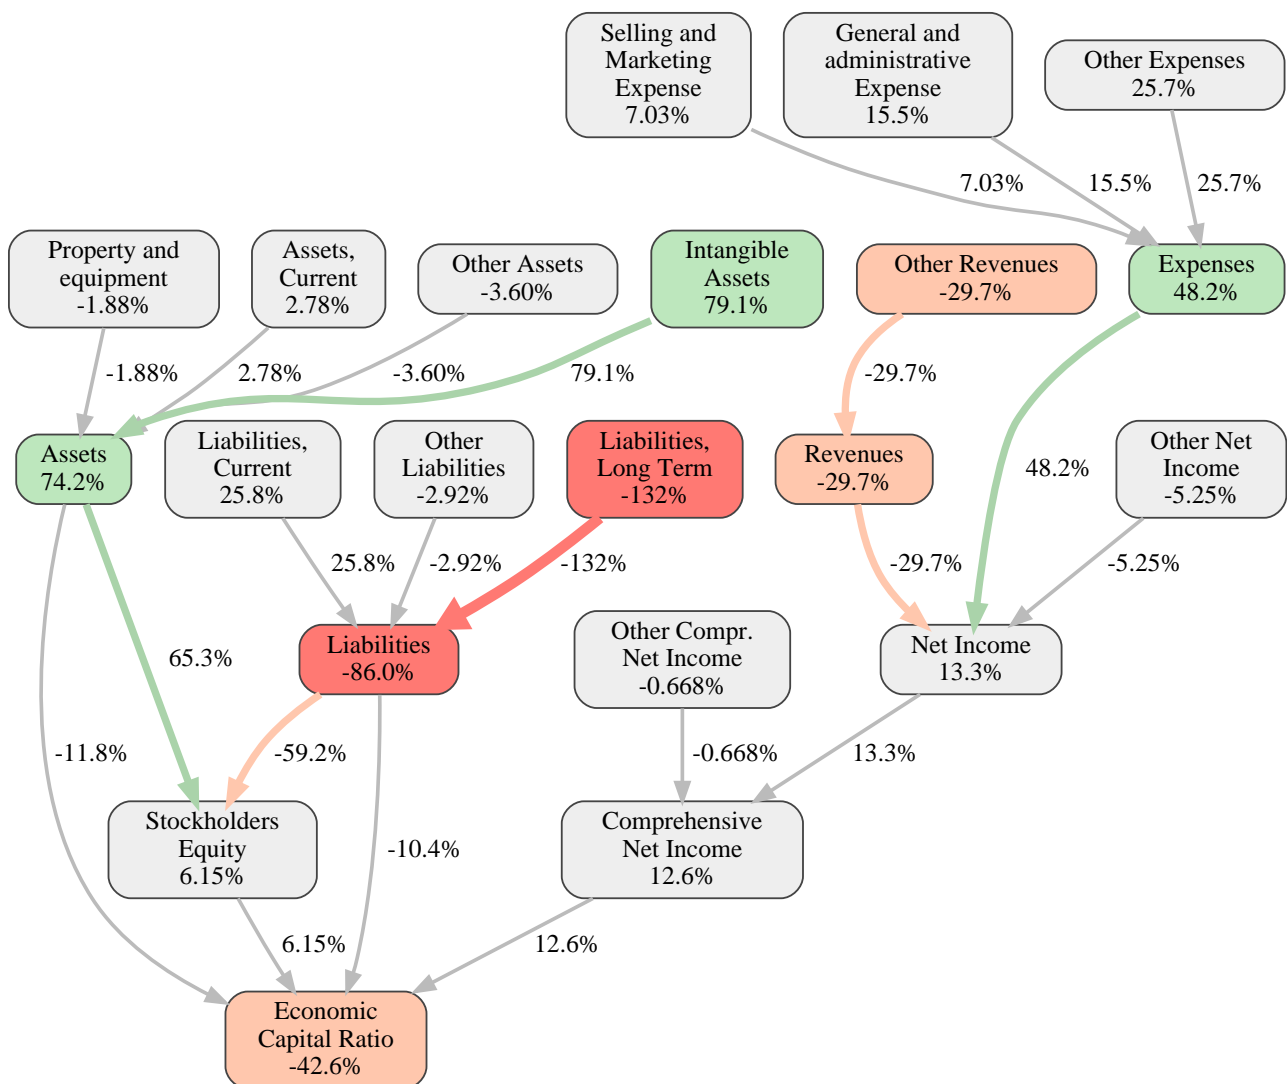 Selling and
Marketing
Expense
7.03%
General and
administrative
Expense
15.5%
Other Expenses
25.7%
7.03%
15.5%
25.7%
Property and
equipment
-1.88%
Assets,
Current
2.78%
Other Assets
-3.60%
Intangible
Assets
79.1%
Other Revenues
-29.7%
Expenses
48.2%
-1.88%
2.78%
-3.60%
79.1%
-29.7%
Assets
74.2%
Liabilities,
Current
25.8%
Other
Liabilities
-2.92%
Liabilities,
Long Term
-132%
Revenues
-29.7%
48.2%
Other Net
Income
-5.25%
25.8%
-2.92%
-132%
-29.7%
-5.25%
65.3%
Liabilities
-86.0%
Other Compr.
Net Income
-0.668%
Net Income
13.3%
-11.8%
-59.2%
-0.668%
13.3%
Stockholders
Equity
6.15%
-10.4%
Comprehensive
Net Income
12.6%
6.15%
12.6%
Economic
Capital Ratio
-42.6%